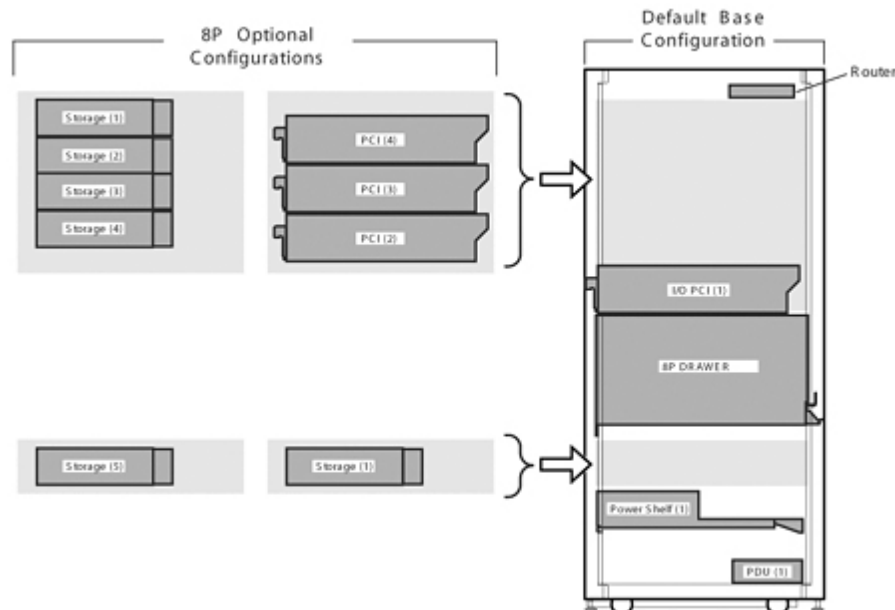 8P Optional
Configurations
Default Base
Configuration
Router
Storage (1)
Storage (2)
Storage (3)
Storage (4)
PCI (4)
PCI (3)
PCI (2)
I/O PCI (1)
8P DRAWER
Storage (5)
Storage (1)
Power Shelf (1)
PDU (1)